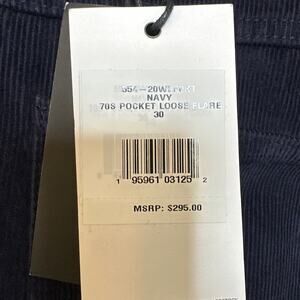 NAVY
70S POCKET LOOSE FLARE
30
1 95961 03125 2
MSRP: $295.00